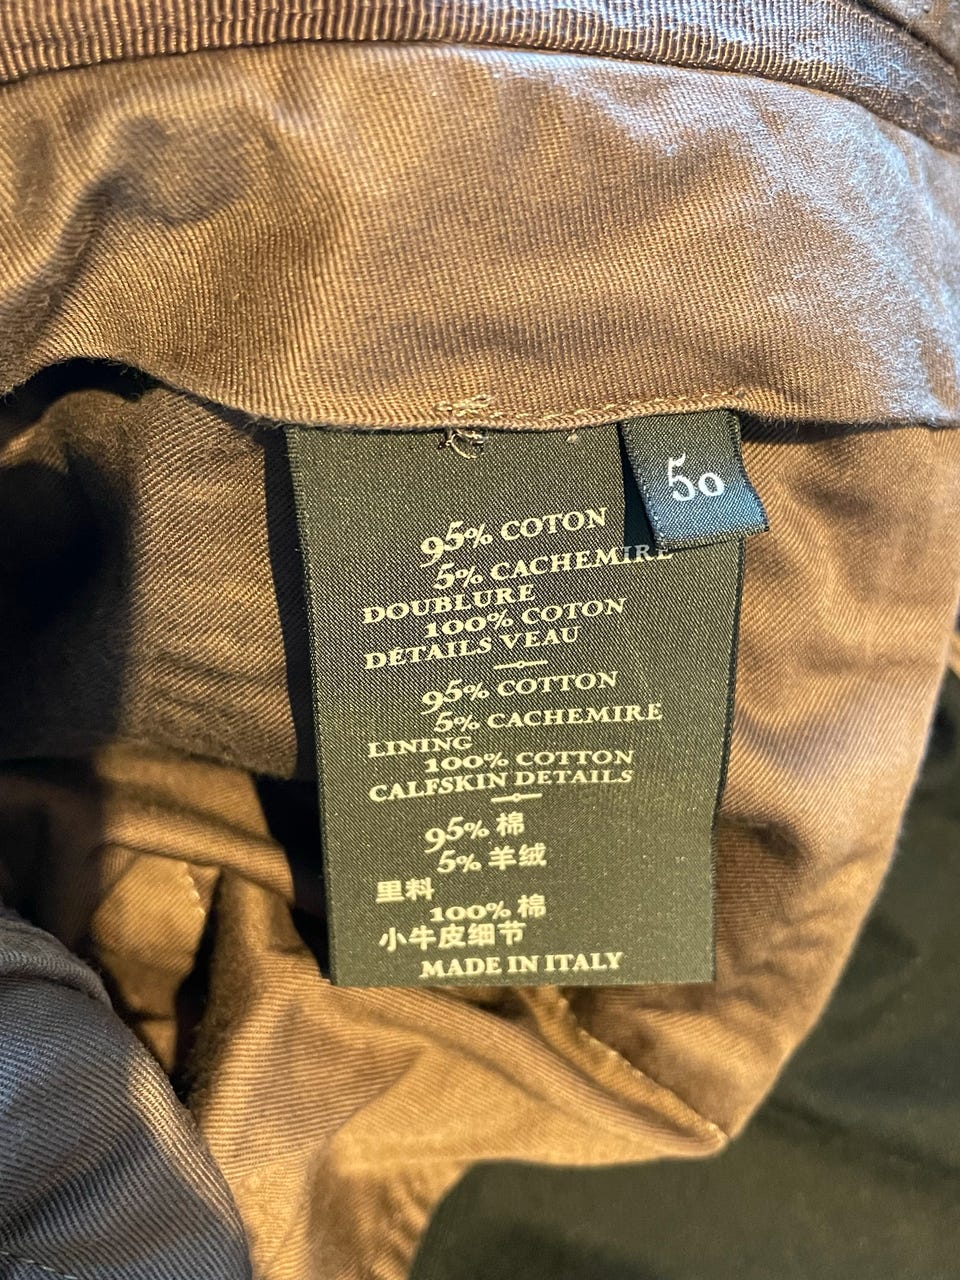 50
95% COTON
5% CACHEMIRE
DOUBLURE
100% COTON
DÉTAILS VEAU
95% COTTON
5% CACHEMIRE
LINING
100% COTTON
CALFSKIN DETAILS
95% 棉
5% 羊绒
里料
100% 棉
小牛皮细节
MADE IN ITALY